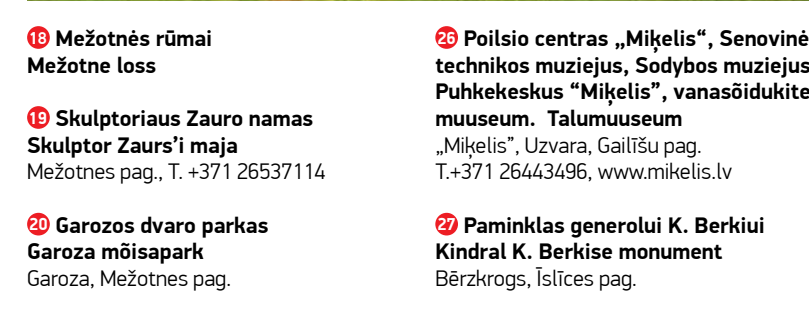 18 Mežotnės rūmai
Mežotne loss
19 Skulptoriaus Zauro namas
Skulptor Zaurs’i maja
Mežotnes pag., T. +371 26537114
20 Garozos dvaro parkas
Garoza mõisapark
Garoza, Mežotnes pag.
26 Poilsio centras „Miķelis“, Senovinė
technikos muziejus, Sodybos muziejus
Puhkekeskus “Miķelis”, vanasõidukite
muuseum. Talumuuseum
„Miķelis”, Uzvara, Gailīšu pag.
T.+371 26443496, www.mikelis.lv
27 Paminklas generolui K. Berkiui
Kindral K. Berkise monument
Bērzkrogs, Īslīces pag.